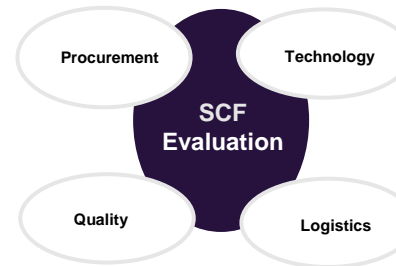 Procurement
Technology
SCF
Evaluation
Quality
Logistics